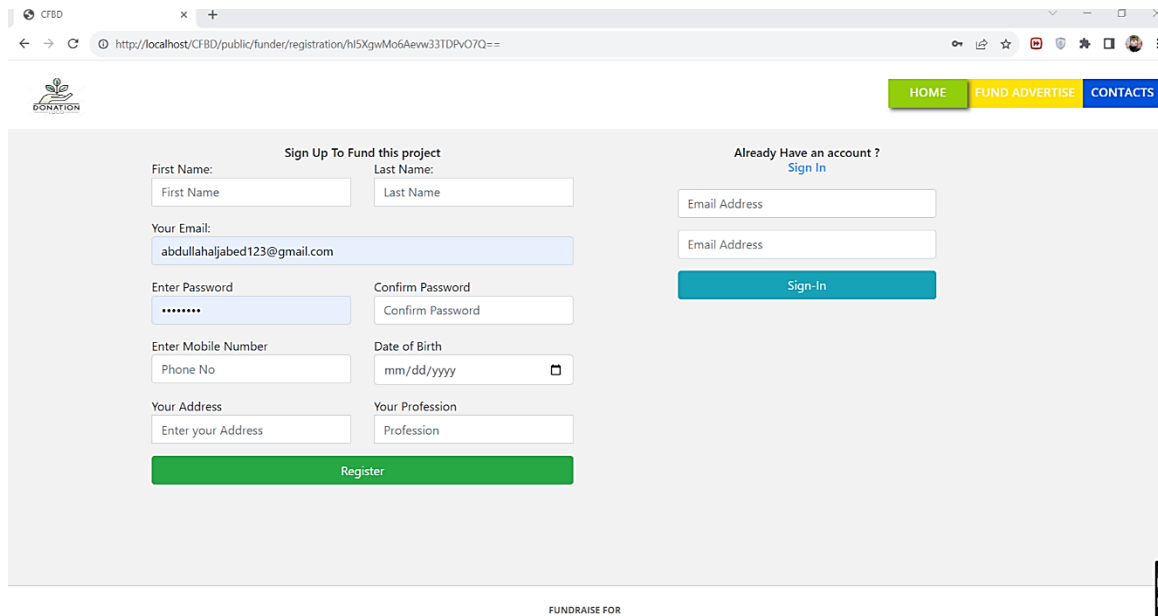 CFBD
http://localhost/CFBD/public/funder/registration/hI5XgwMo6Aevw33TDPvO7Q==
DONATION
HOME FUND ADVERTISE CONTACTS
Sign Up To Fund this project
First Name: Last Name:
First Name Last Name
Your Email:
abdullahaljabed123@gmail.com
Enter Password Confirm Password
•••••••• Confirm Password
Enter Mobile Number Date of Birth
Phone No mm/dd/yyyy
Your Address Your Profession
Enter your Address Profession
Register
Already Have an account ?
Sign In
Email Address
Email Address
Sign-In
FUNDRAISE FOR